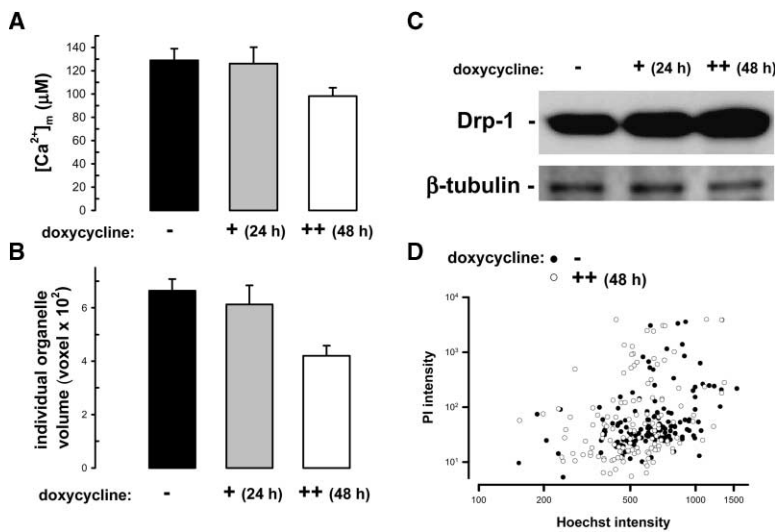 A
140
120
100
80
60
40
20
0
[Ca²⁺]ₘ (μM)
doxycycline: - + (24 h) ++ (48 h)
B
6
4
2
0
individual organelle
volume (voxel x 10²)
doxycycline: - + (24 h) ++ (48 h)
C
doxycycline: - + (24 h) ++ (48 h)
Drp-1 -
β-tubulin -
D
doxycycline: ● -
○ ++ (48 h)
10⁴
10³
10²
10¹
PI intensity
100 200 500 1000 1500
Hoechst intensity